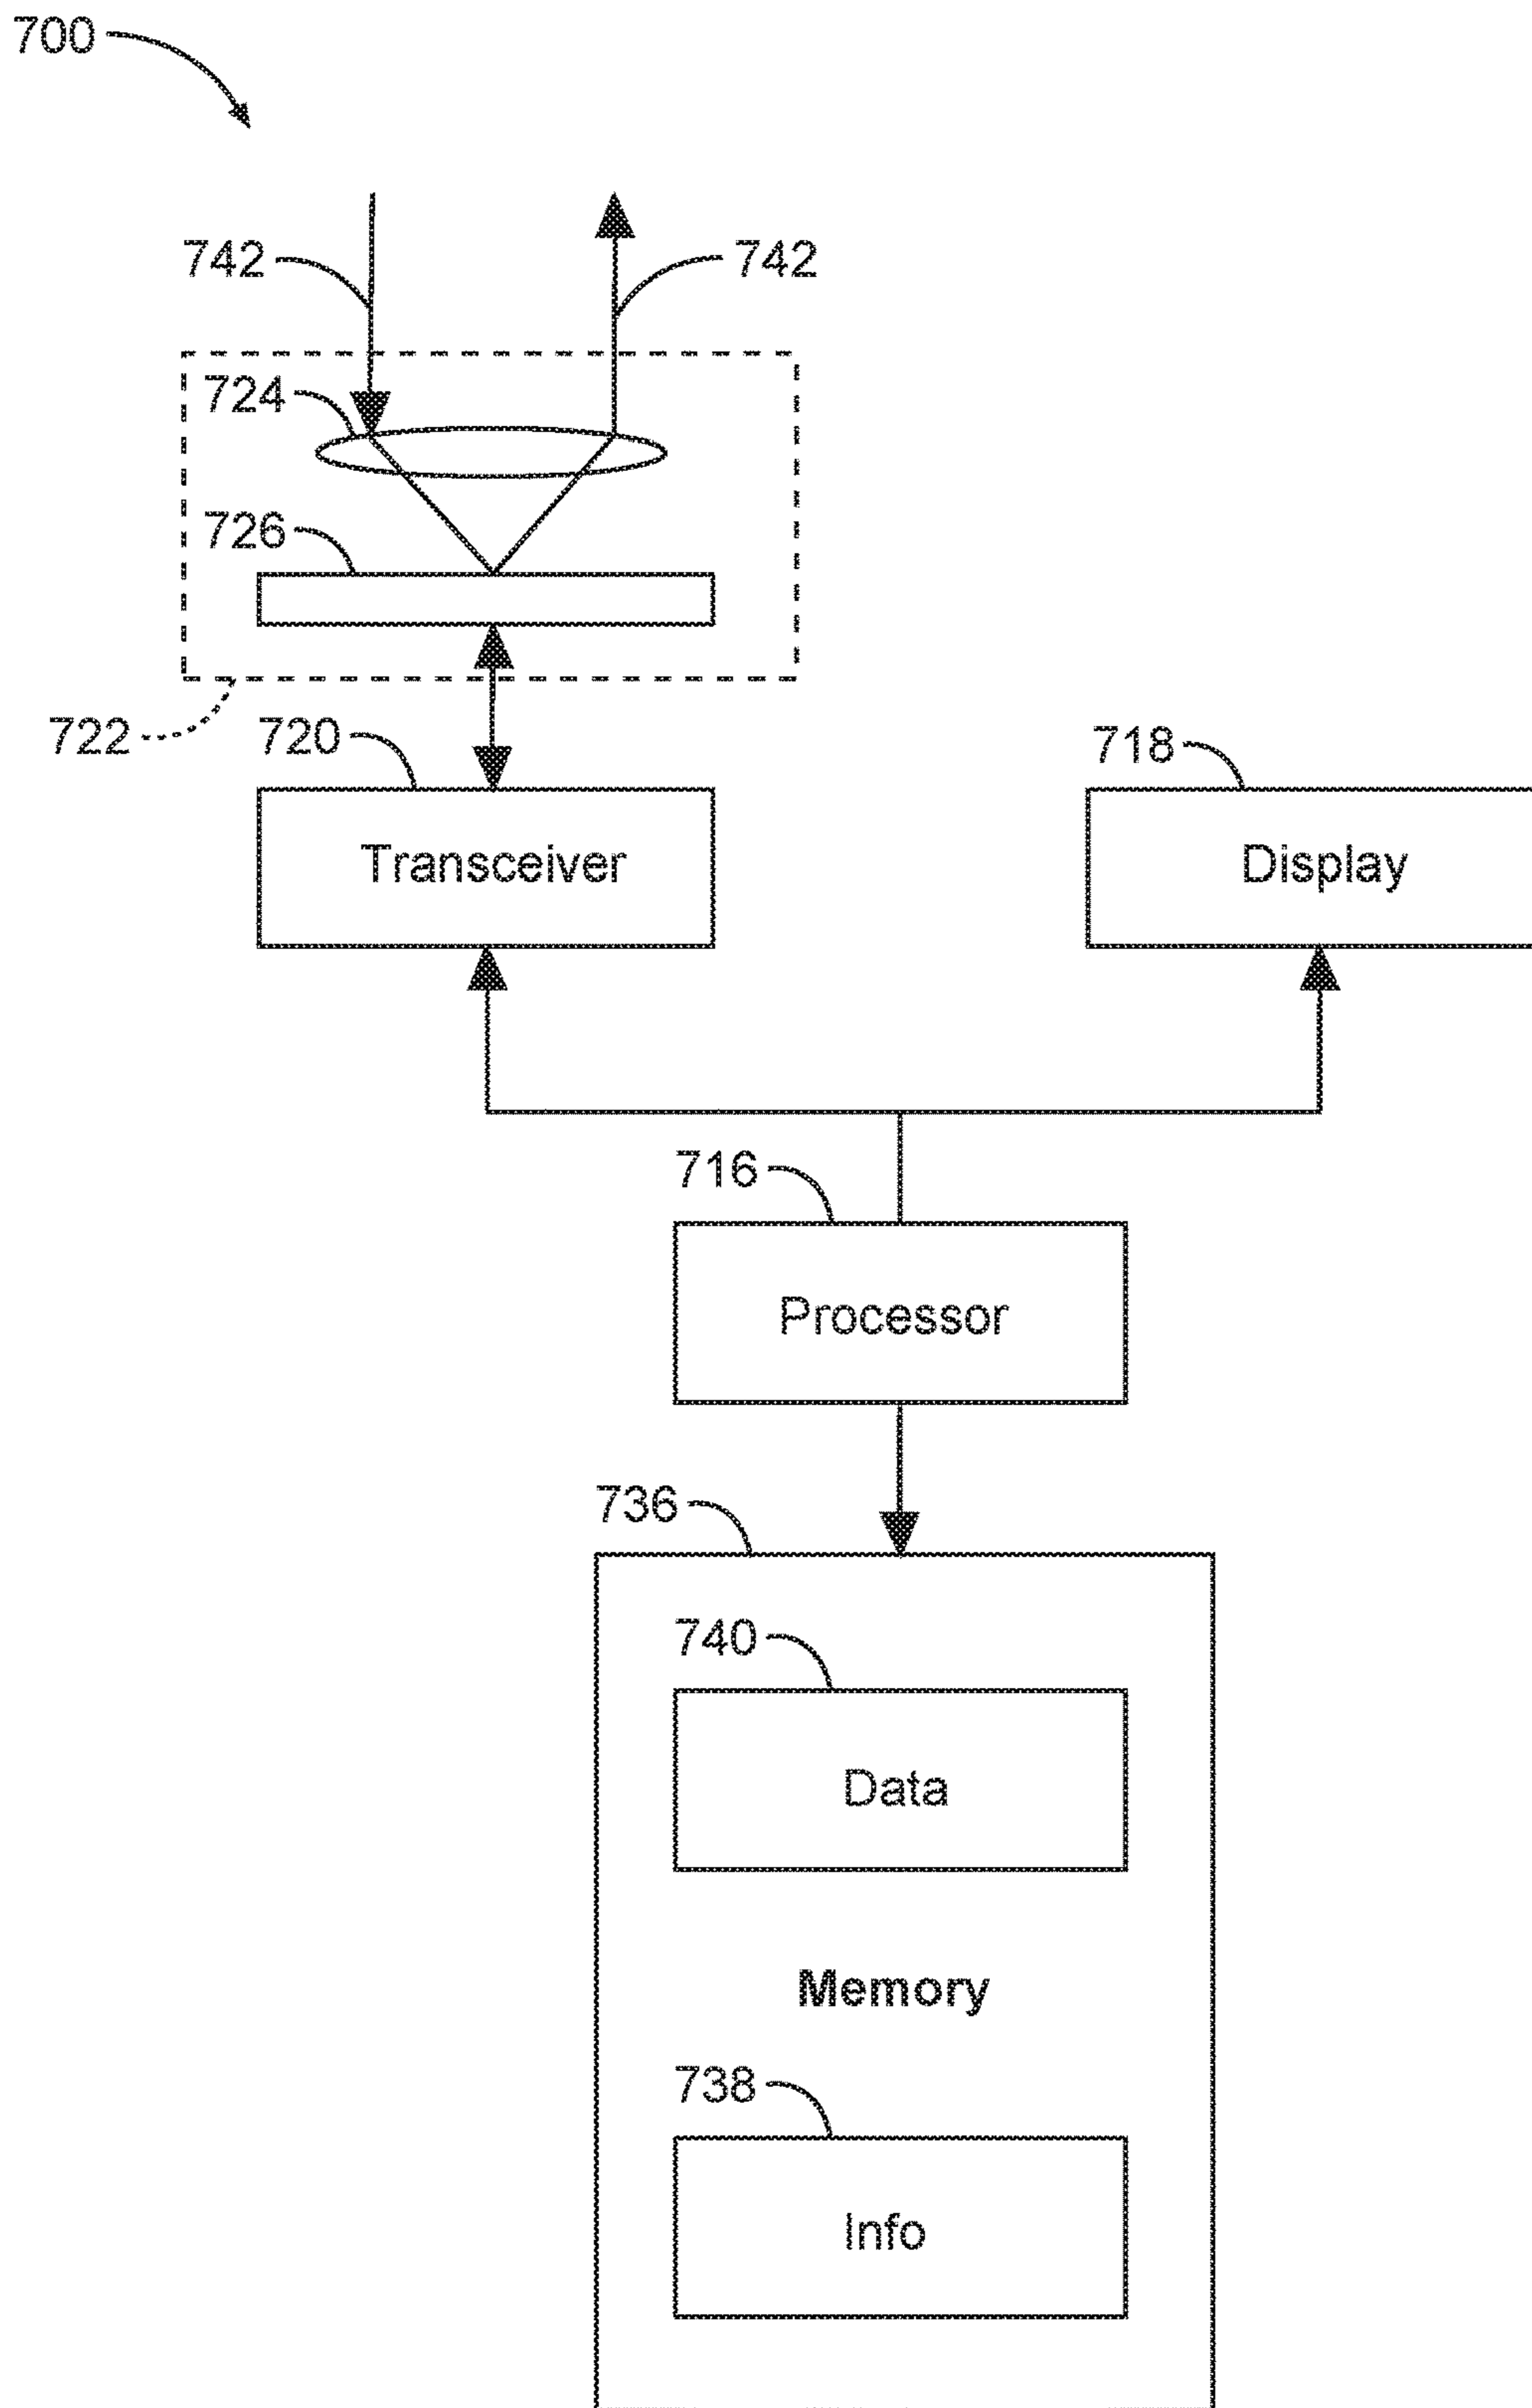 700
742
742
724
726
722
720
718
Transceiver
Display
716
Processor
736
740
Data
Memory
738
Info